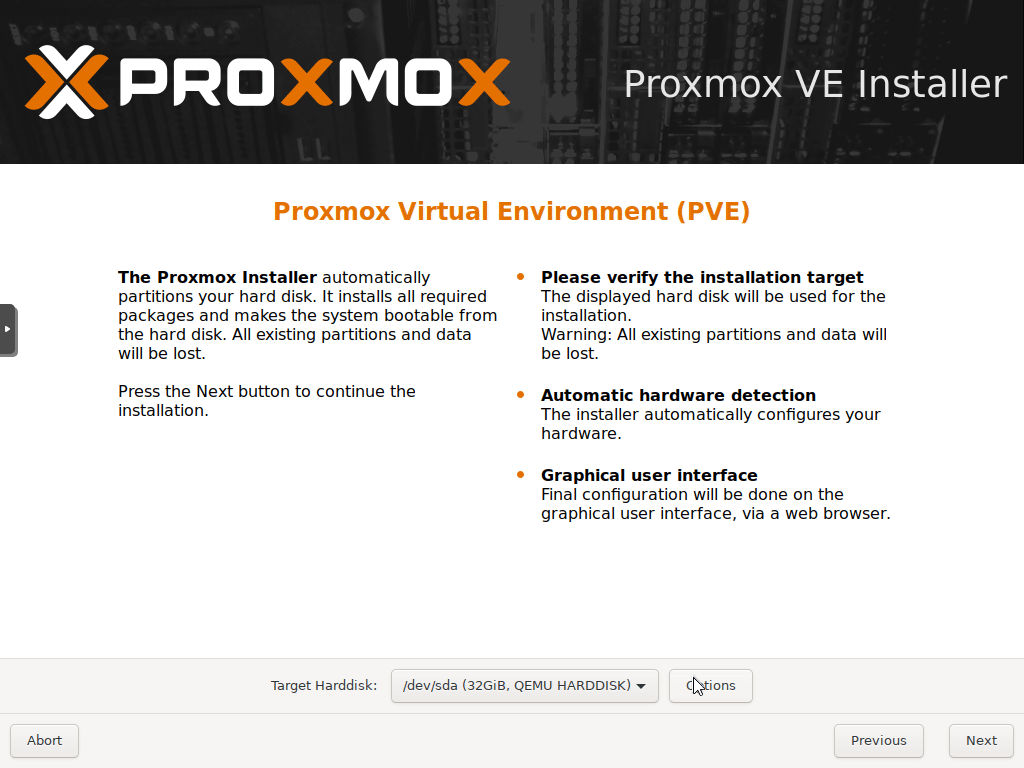 PROXMOX
Proxmox VE Installer
Proxmox Virtual Environment (PVE)
The Proxmox Installer automatically
partitions your hard disk. It installs all required
packages and makes the system bootable from
the hard disk. All existing partitions and data
will be lost.
Press the Next button to continue the
installation.
Please verify the installation target
The displayed hard disk will be used for the
installation.
Warning: All existing partitions and data will
be lost.
Automatic hardware detection
The installer automatically configures your
hardware.
Graphical user interface
Final configuration will be done on the
graphical user interface, via a web browser.
Target Harddisk: /dev/sda (32GiB, QEMU HARDDISK) Options
Abort Previous Next